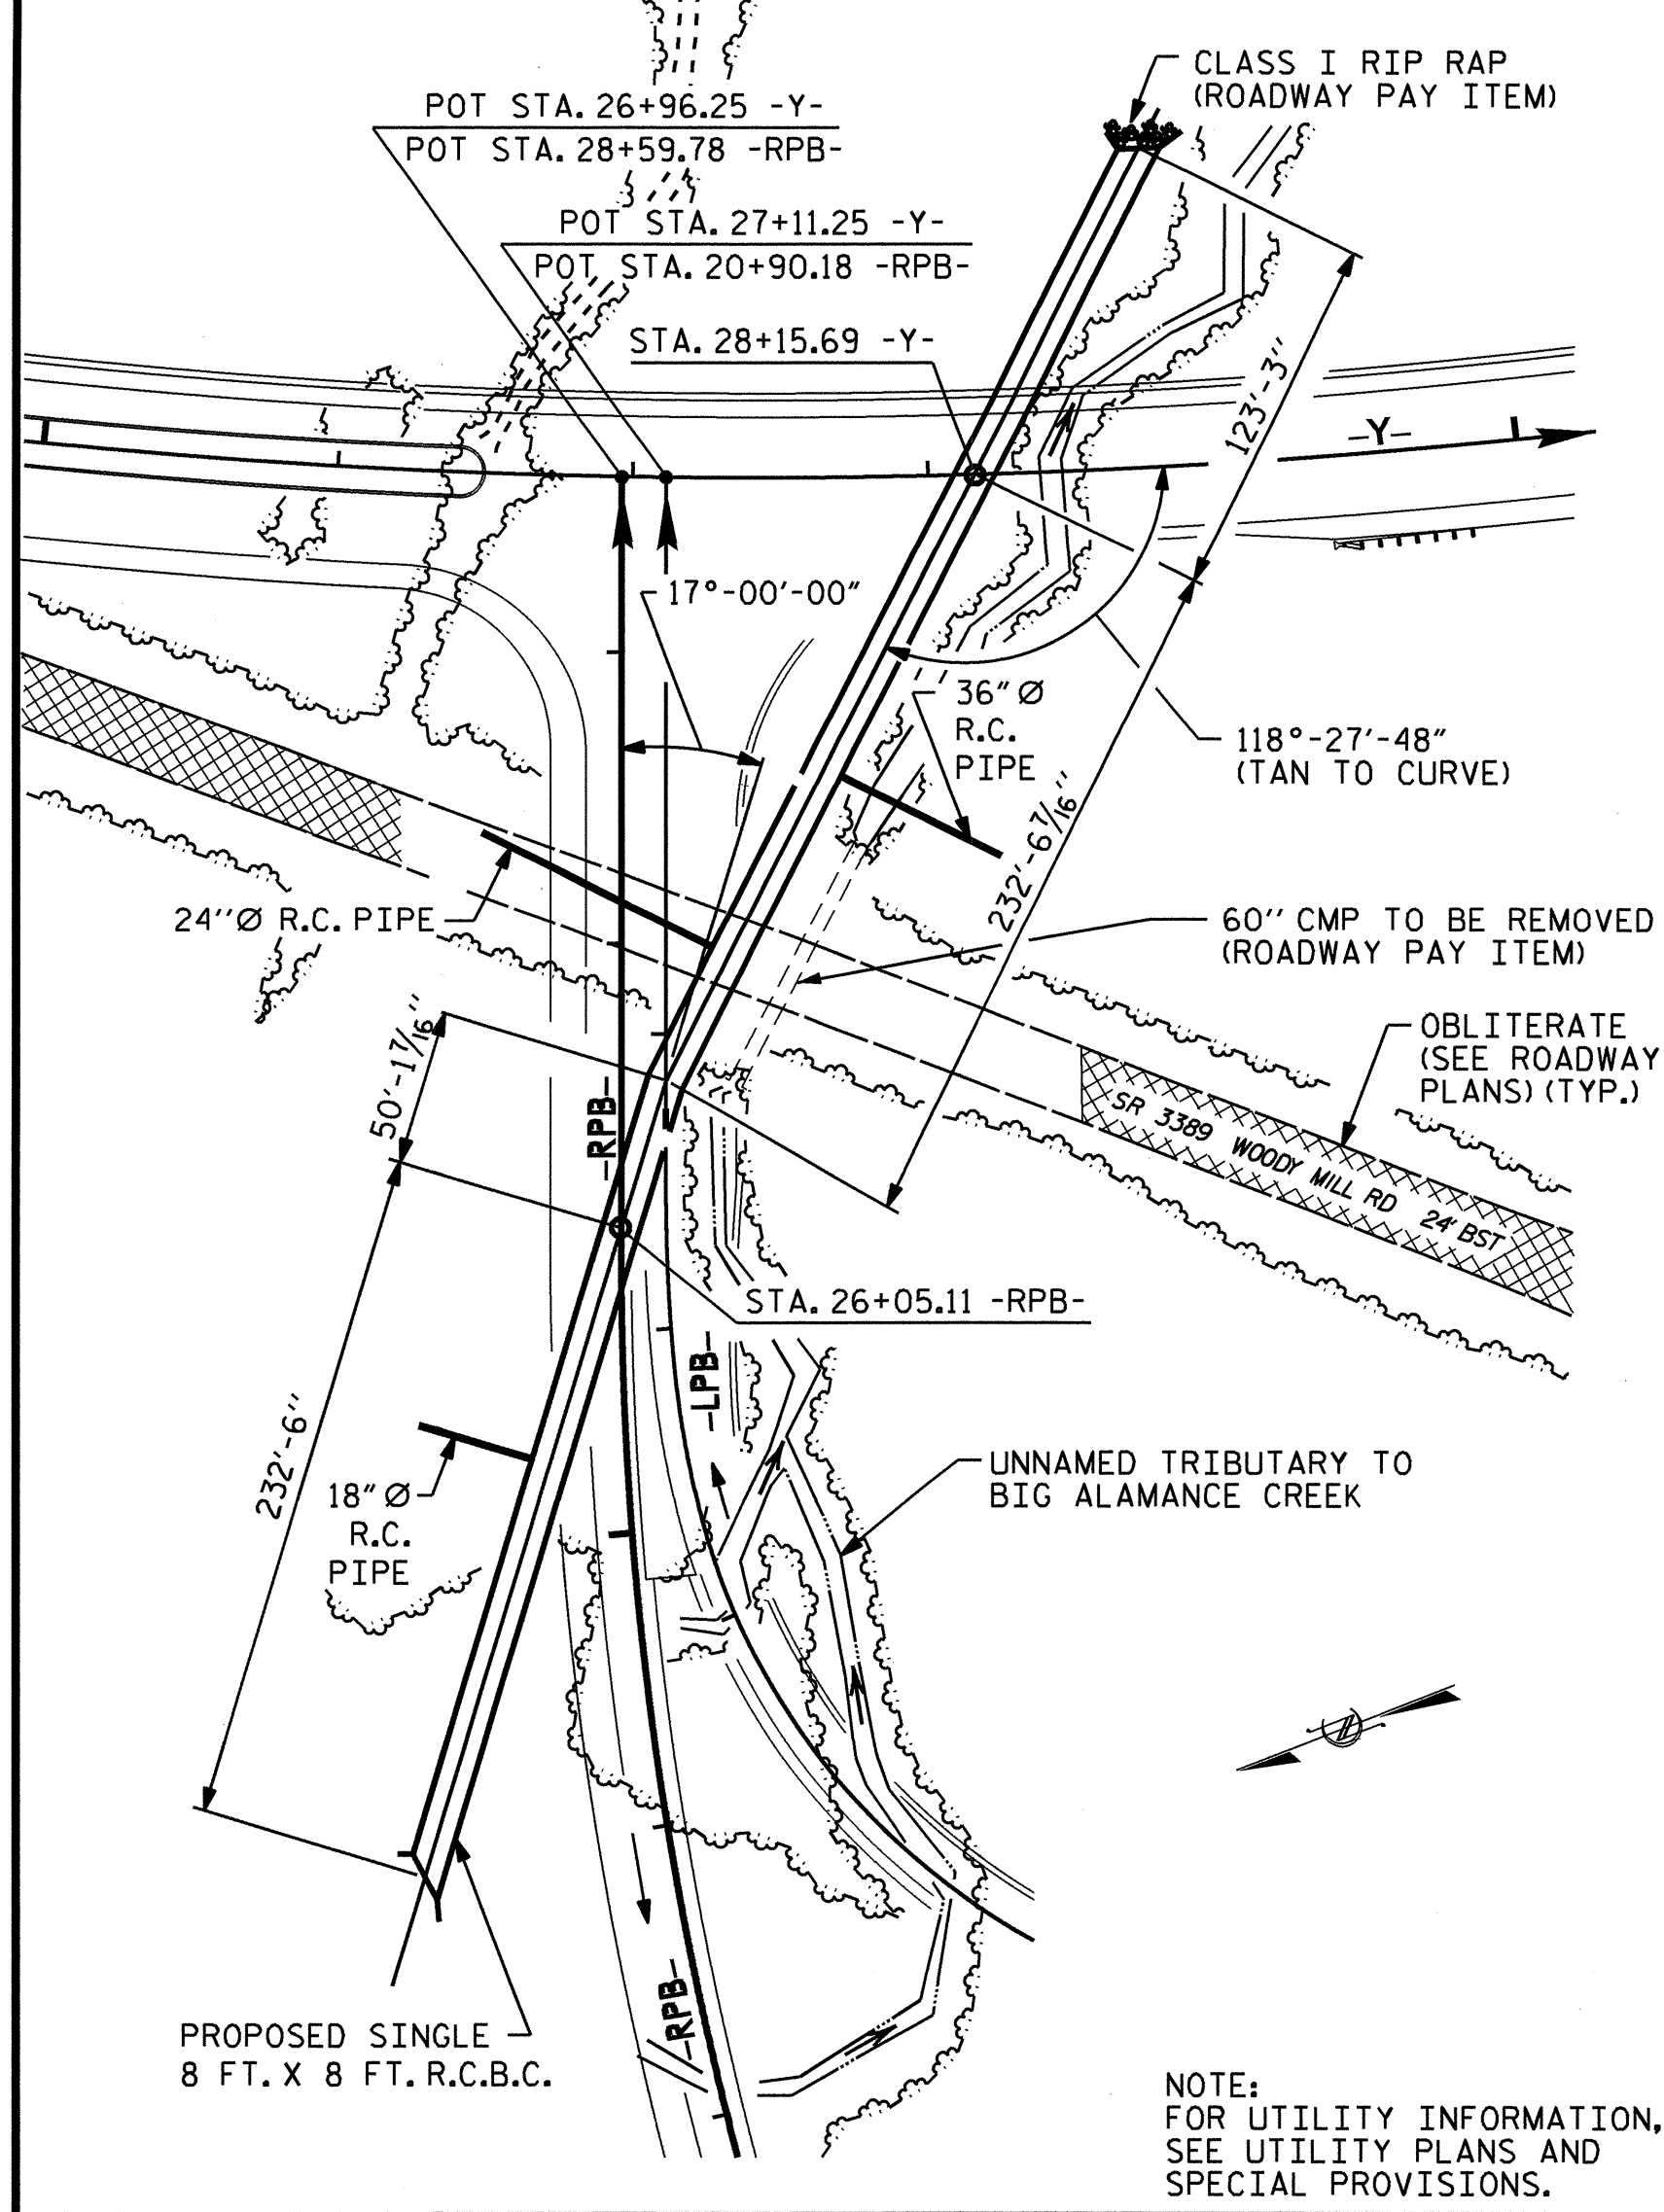 CLASS I RIP RAP
(ROADWAY PAY ITEM)
POT STA. 26+96.25 -Y-
POT STA. 28+59.78 -RPB-
POT STA. 27+11.25 -Y-
POT STA. 20+90.18 -RPB-
STA. 28+15.69 -Y-
123'-3"
-Y-
17°-00'-00"
36"Ø
R.C.
PIPE
118°-27'-48"
(TAN TO CURVE)
232'-6 7/16"
24''Ø R.C. PIPE
60'' CMP TO BE REMOVED
(ROADWAY PAY ITEM)
50'-1 7/16''
OBLITERATE
(SEE ROADWAY
PLANS) (TYP.)
-RPB-
SR 3389 WOODY MILL RD 24' BST
STA. 26+05.11 -RPB-
-LPB-
232'-6''
18"Ø
R.C.
PIPE
UNNAMED TRIBUTARY TO
BIG ALAMANCE CREEK
-RPB-
PROPOSED SINGLE
8 FT. X 8 FT. R.C.B.C.
NOTE:
FOR UTILITY INFORMATION,
SEE UTILITY PLANS AND
SPECIAL PROVISIONS.